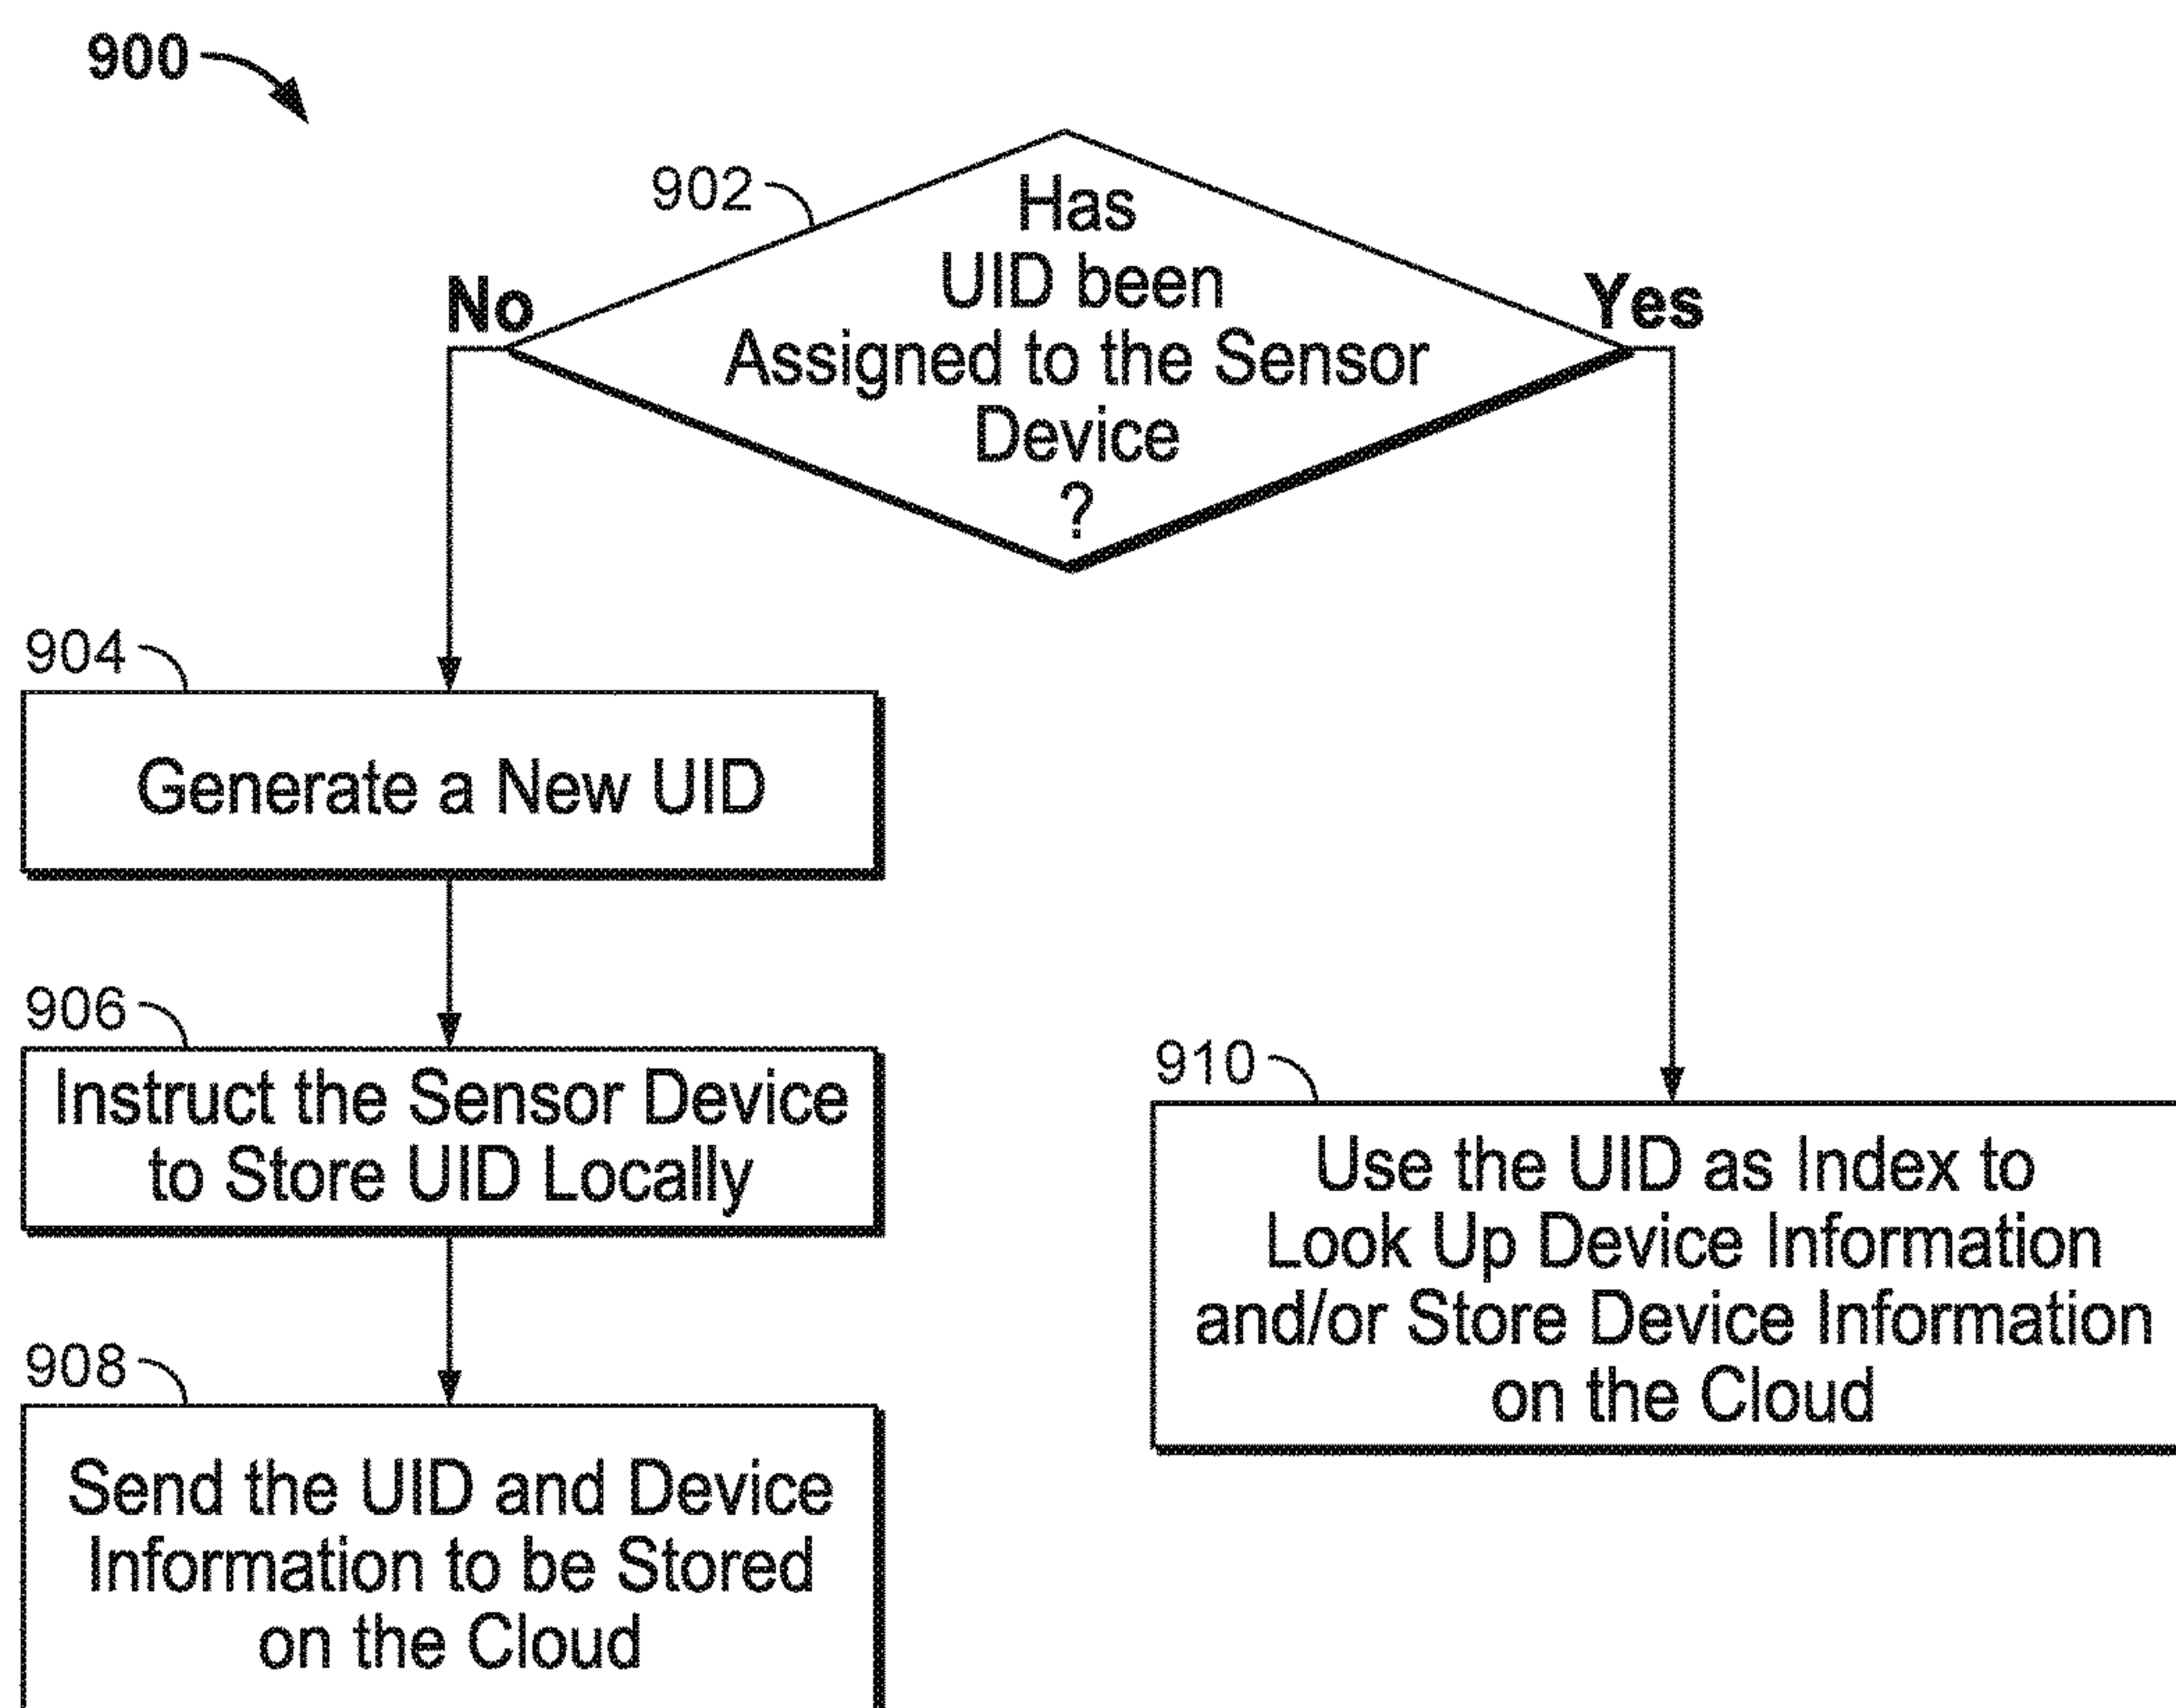 900
902
Has
UID been
Assigned to the Sensor
Device
?
No
Yes
904
Generate a New UID
906
Instruct the Sensor Device
to Store UID Locally
908
Send the UID and Device
Information to be Stored
on the Cloud
910
Use the UID as Index to
Look Up Device Information
and/or Store Device Information
on the Cloud